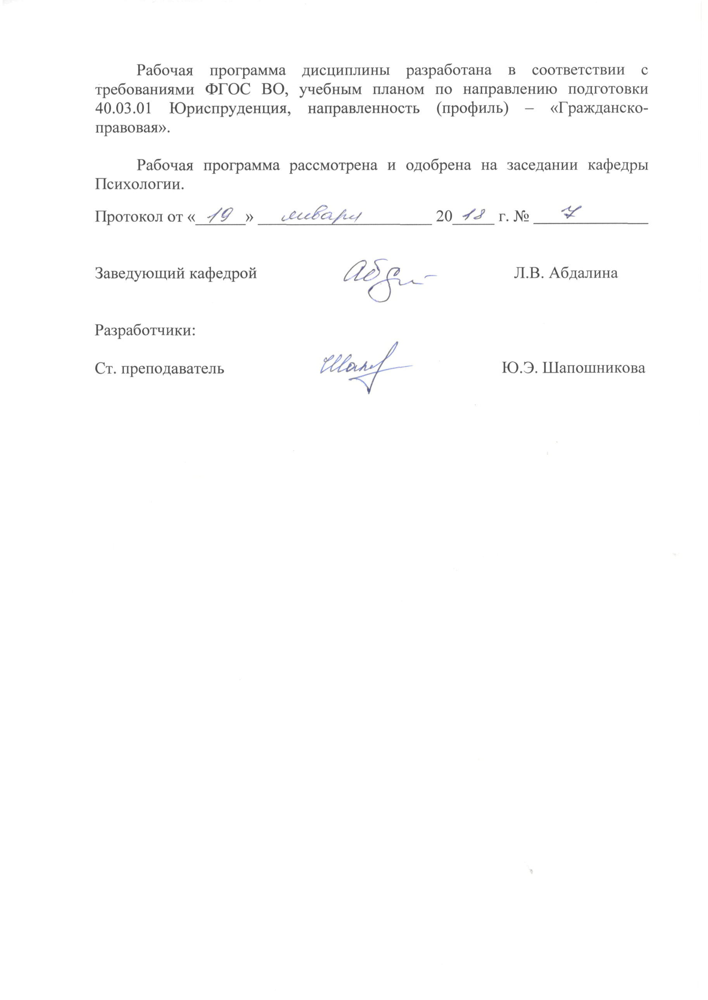 Рабочая программа дисциплины разработана в соответствии с
требованиями ФГОС ВО, учебным планом по направлению подготовки
40.03.01 Юриспруденция, направленность (профиль) – «Гражданско-
правовая».
Рабочая программа рассмотрена и одобрена на заседании кафедры
Психологии.
Протокол от «19» января 2018 г. № 7
Заведующий кафедрой Л.В. Абдалина
Разработчики:
Ст. преподаватель Ю.Э. Шапошникова